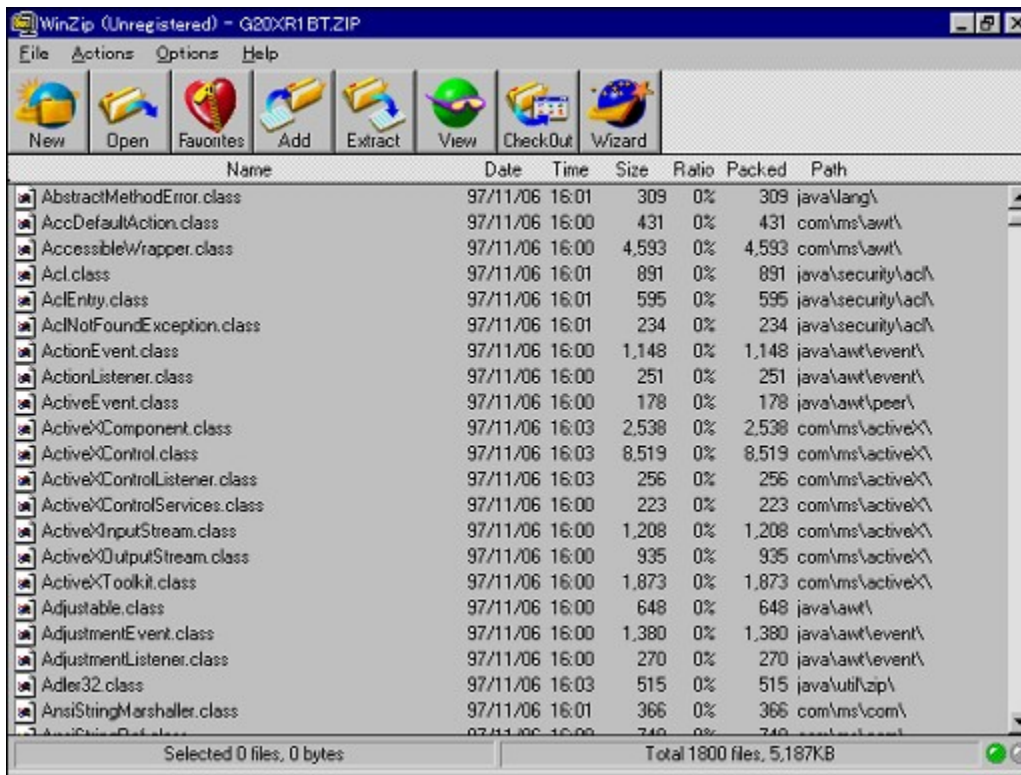 WinZip (Unregistered) - G20XR1BT.ZIP
File Actions Options Help
New Open Favorites Add Extract View CheckOut Wizard
Name Date Time Size Ratio Packed Path
AbstractMethodError.class 97/11/06 16:01 309 0% 309 java\lang\
AccDefaultAction.class 97/11/06 16:00 431 0% 431 com\ms\awt\
AccessibleWrapper.class 97/11/06 16:00 4,593 0% 4,593 com\ms\awt\
Acl.class 97/11/06 16:01 891 0% 891 java\security\acl\
AclEntry.class 97/11/06 16:01 595 0% 595 java\security\acl\
AclNotFoundException.class 97/11/06 16:01 234 0% 234 java\security\acl\
ActionEvent.class 97/11/06 16:00 1,148 0% 1,148 java\awt\event\
ActionListener.class 97/11/06 16:00 251 0% 251 java\awt\event\
ActiveEvent.class 97/11/06 16:00 178 0% 178 java\awt\peer\
ActiveXComponent.class 97/11/06 16:03 2,538 0% 2,538 com\ms\activeX\
ActiveXControl.class 97/11/06 16:03 8,519 0% 8,519 com\ms\activeX\
ActiveXControlListener.class 97/11/06 16:03 256 0% 256 com\ms\activeX\
ActiveXControlServices.class 97/11/06 16:00 223 0% 223 com\ms\activeX\
ActiveXInputStream.class 97/11/06 16:00 1,208 0% 1,208 com\ms\activeX\
ActiveXOutputStream.class 97/11/06 16:00 935 0% 935 com\ms\activeX\
ActiveXToolkit.class 97/11/06 16:00 1,873 0% 1,873 com\ms\activeX\
Adjustable.class 97/11/06 16:00 648 0% 648 java\awt\
AdjustmentEvent.class 97/11/06 16:00 1,380 0% 1,380 java\awt\event\
AdjustmentListener.class 97/11/06 16:00 270 0% 270 java\awt\event\
Adler32.class 97/11/06 16:03 515 0% 515 java\util\zip\
AnsiStringMarshaller.class 97/11/06 16:01 366 0% 366 com\ms\com\
Selected 0 files, 0 bytes Total 1800 files, 5,187KB